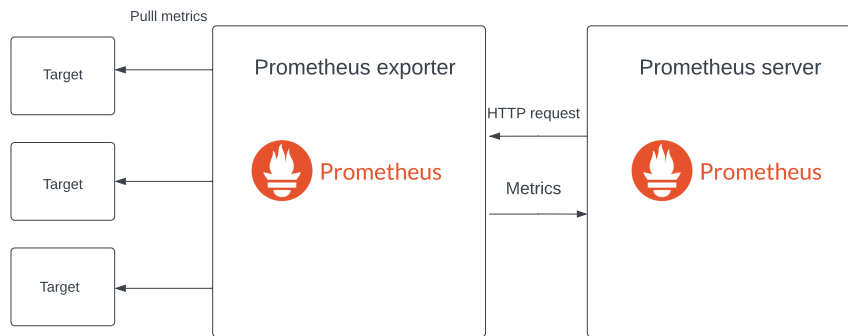 Pulll metrics
Target
Target
Target
Prometheus exporter
Prometheus
HTTP request
Metrics
Prometheus server
Prometheus